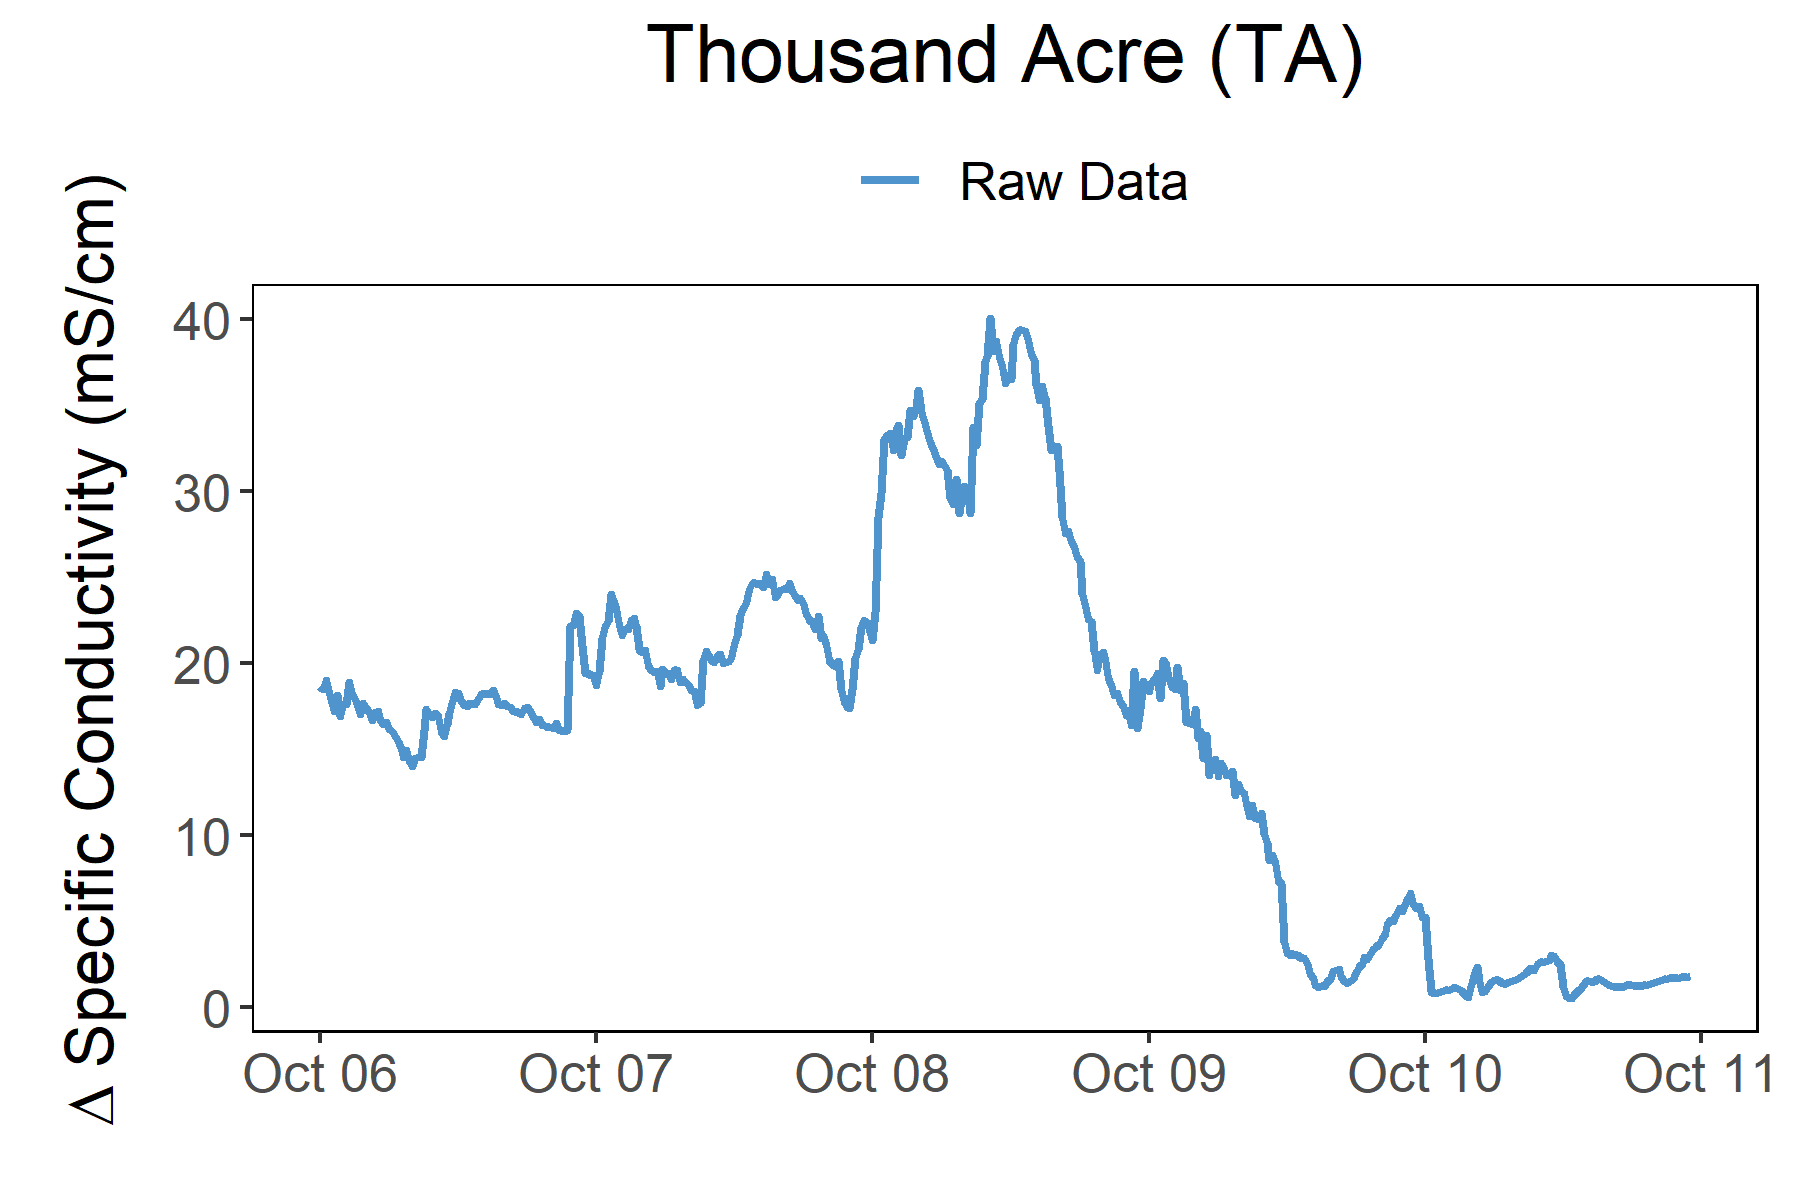 Thousand Acre (TA)
Raw Data
Δ Specific Conductivity (mS/cm)
40
30
20
10
0
Oct 06
Oct 07
Oct 08
Oct 09
Oct 10
Oct 11